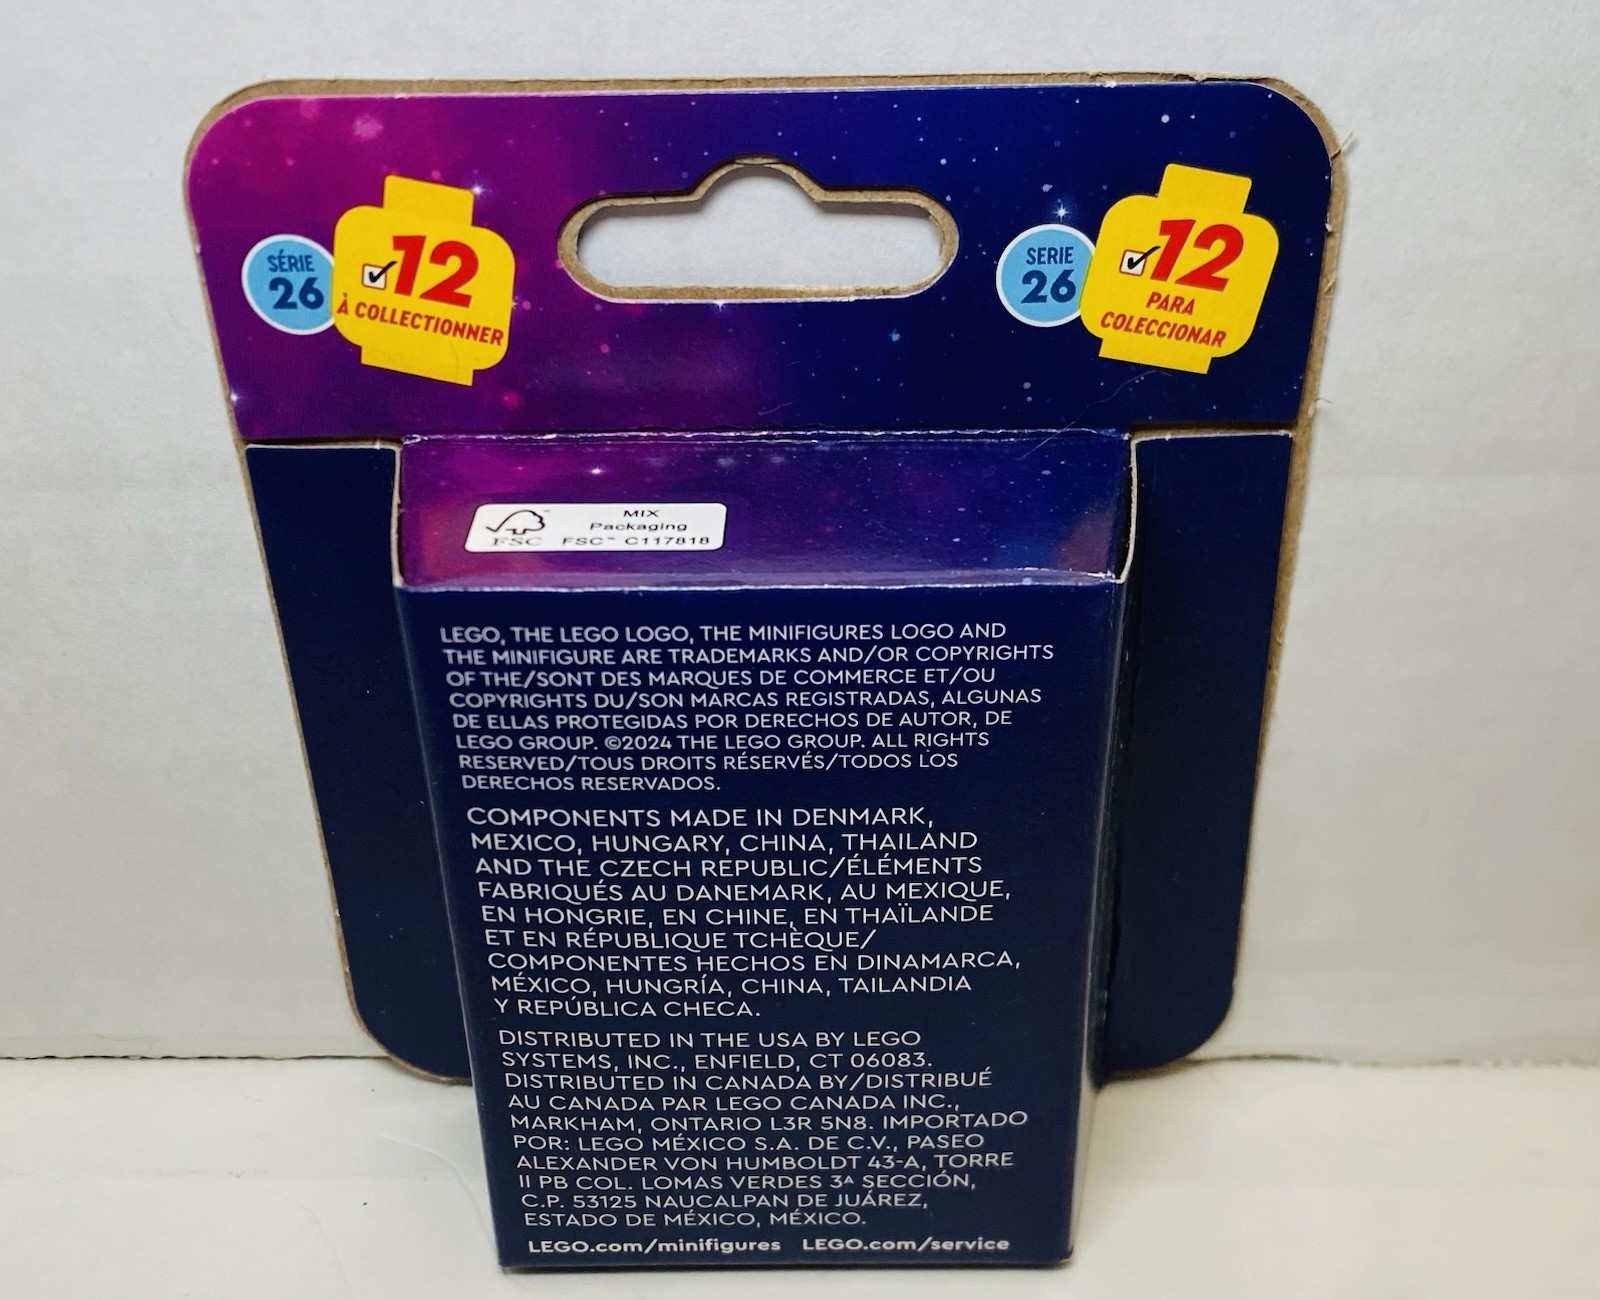 SÉRIE
26
12
À COLLECTIONNER
SERIE
26
12
PARA
COLECCIONAR
FSC
MIX
Packaging
FSC™ C117818
LEGO, THE LEGO LOGO, THE MINIFIGURES LOGO AND
THE MINIFIGURE ARE TRADEMARKS AND/OR COPYRIGHTS
OF THE/SONT DES MARQUES DE COMMERCE ET/OU
COPYRIGHTS DU/SON MARCAS REGISTRADAS, ALGUNAS
DE ELLAS PROTEGIDAS POR DERECHOS DE AUTOR, DE
LEGO GROUP. ©2024 THE LEGO GROUP. ALL RIGHTS
RESERVED/TOUS DROITS RÉSERVÉS/TODOS LOS
DERECHOS RESERVADOS.
COMPONENTS MADE IN DENMARK,
MEXICO, HUNGARY, CHINA, THAILAND
AND THE CZECH REPUBLIC/ÉLÉMENTS
FABRIQUÉS AU DANEMARK, AU MEXIQUE,
EN HONGRIE, EN CHINE, EN THAÏLANDE
ET EN RÉPUBLIQUE TCHÈQUE/
COMPONENTES HECHOS EN DINAMARCA,
MÉXICO, HUNGRÍA, CHINA, TAILANDIA
Y REPÚBLICA CHECA.
DISTRIBUTED IN THE USA BY LEGO
SYSTEMS, INC., ENFIELD, CT 06083.
DISTRIBUTED IN CANADA BY/DISTRIBUÉ
AU CANADA PAR LEGO CANADA INC.,
MARKHAM, ONTARIO L3R 5N8. IMPORTADO
POR: LEGO MÉXICO S.A. DE C.V., PASEO
ALEXANDER VON HUMBOLDT 43-A, TORRE
II PB COL. LOMAS VERDES 3ᴬ SECCIÓN,
C.P. 53125 NAUCALPAN DE JUÁREZ,
ESTADO DE MÉXICO, MÉXICO.
LEGO.com/minifigures LEGO.com/service